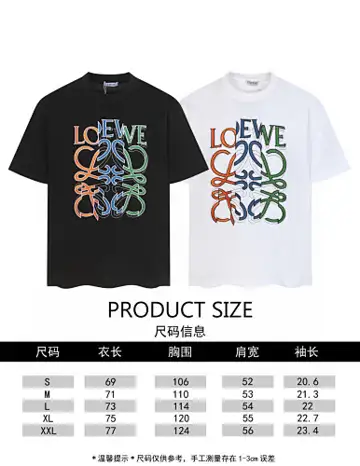 LOEWE
LOEWE
PRODUCT SIZE
尺码信息
尺码 衣长 胸围 肩宽 袖长
S 69 106 52 20.6
M 71 110 53 21.3
L 73 114 54 22
XL 75 120 55 22.7
XXL 77 124 56 23.4
* 温馨提示 * 尺码仅供参考，手工测量存在 1-3cm 误差